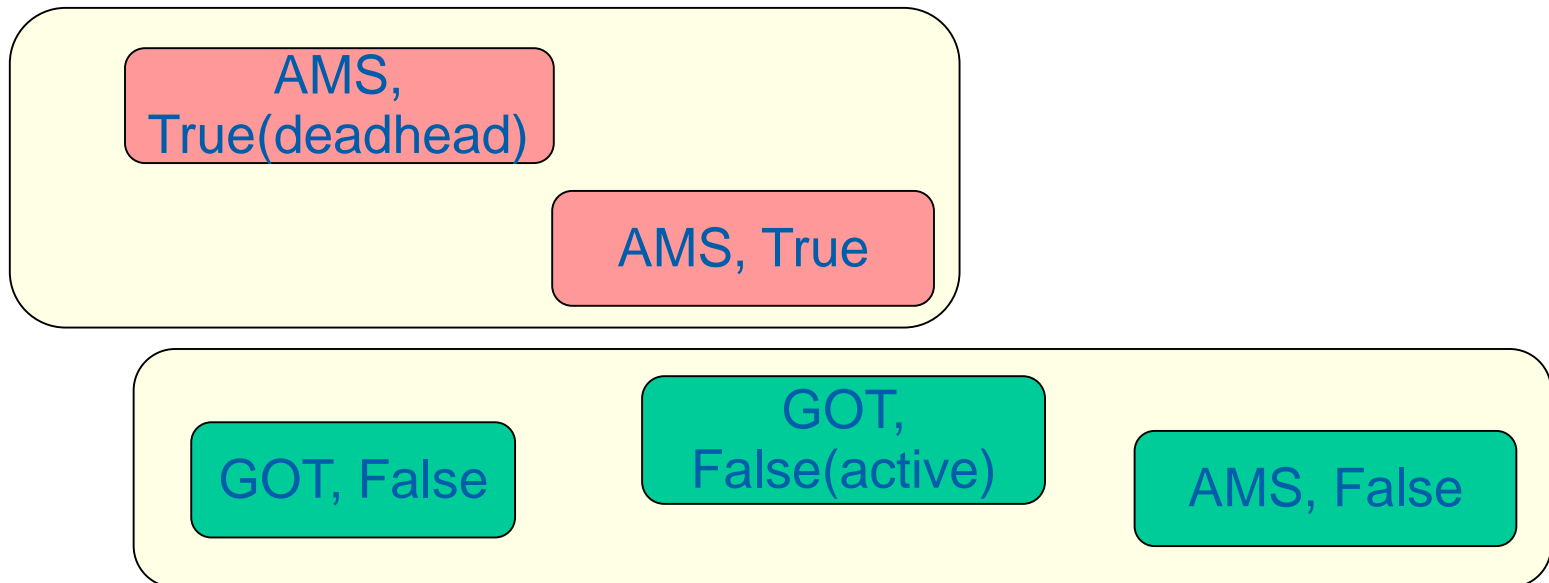 AMS,
True(deadhead)
AMS, True
GOT,
False(active)
GOT, False
AMS, False